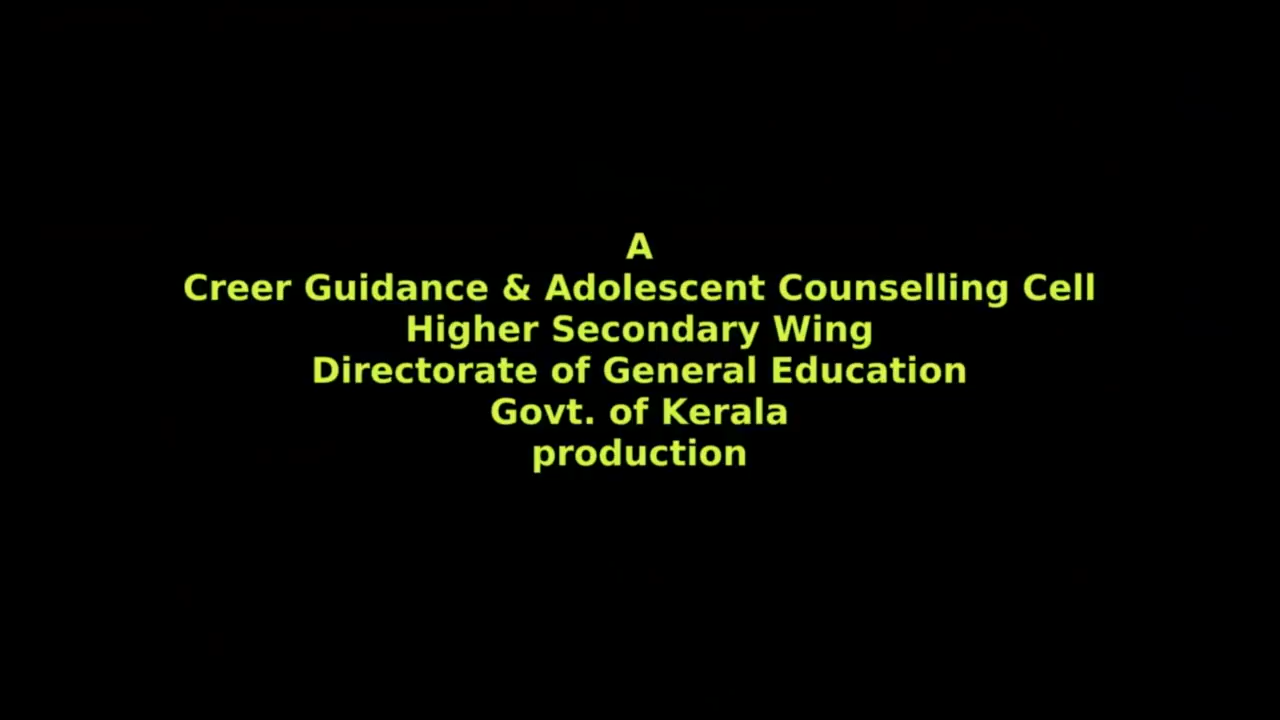 A
Creer Guidance & Adolescent Counselling Cell
Higher Secondary Wing
Directorate of General Education
Govt. of Kerala
production